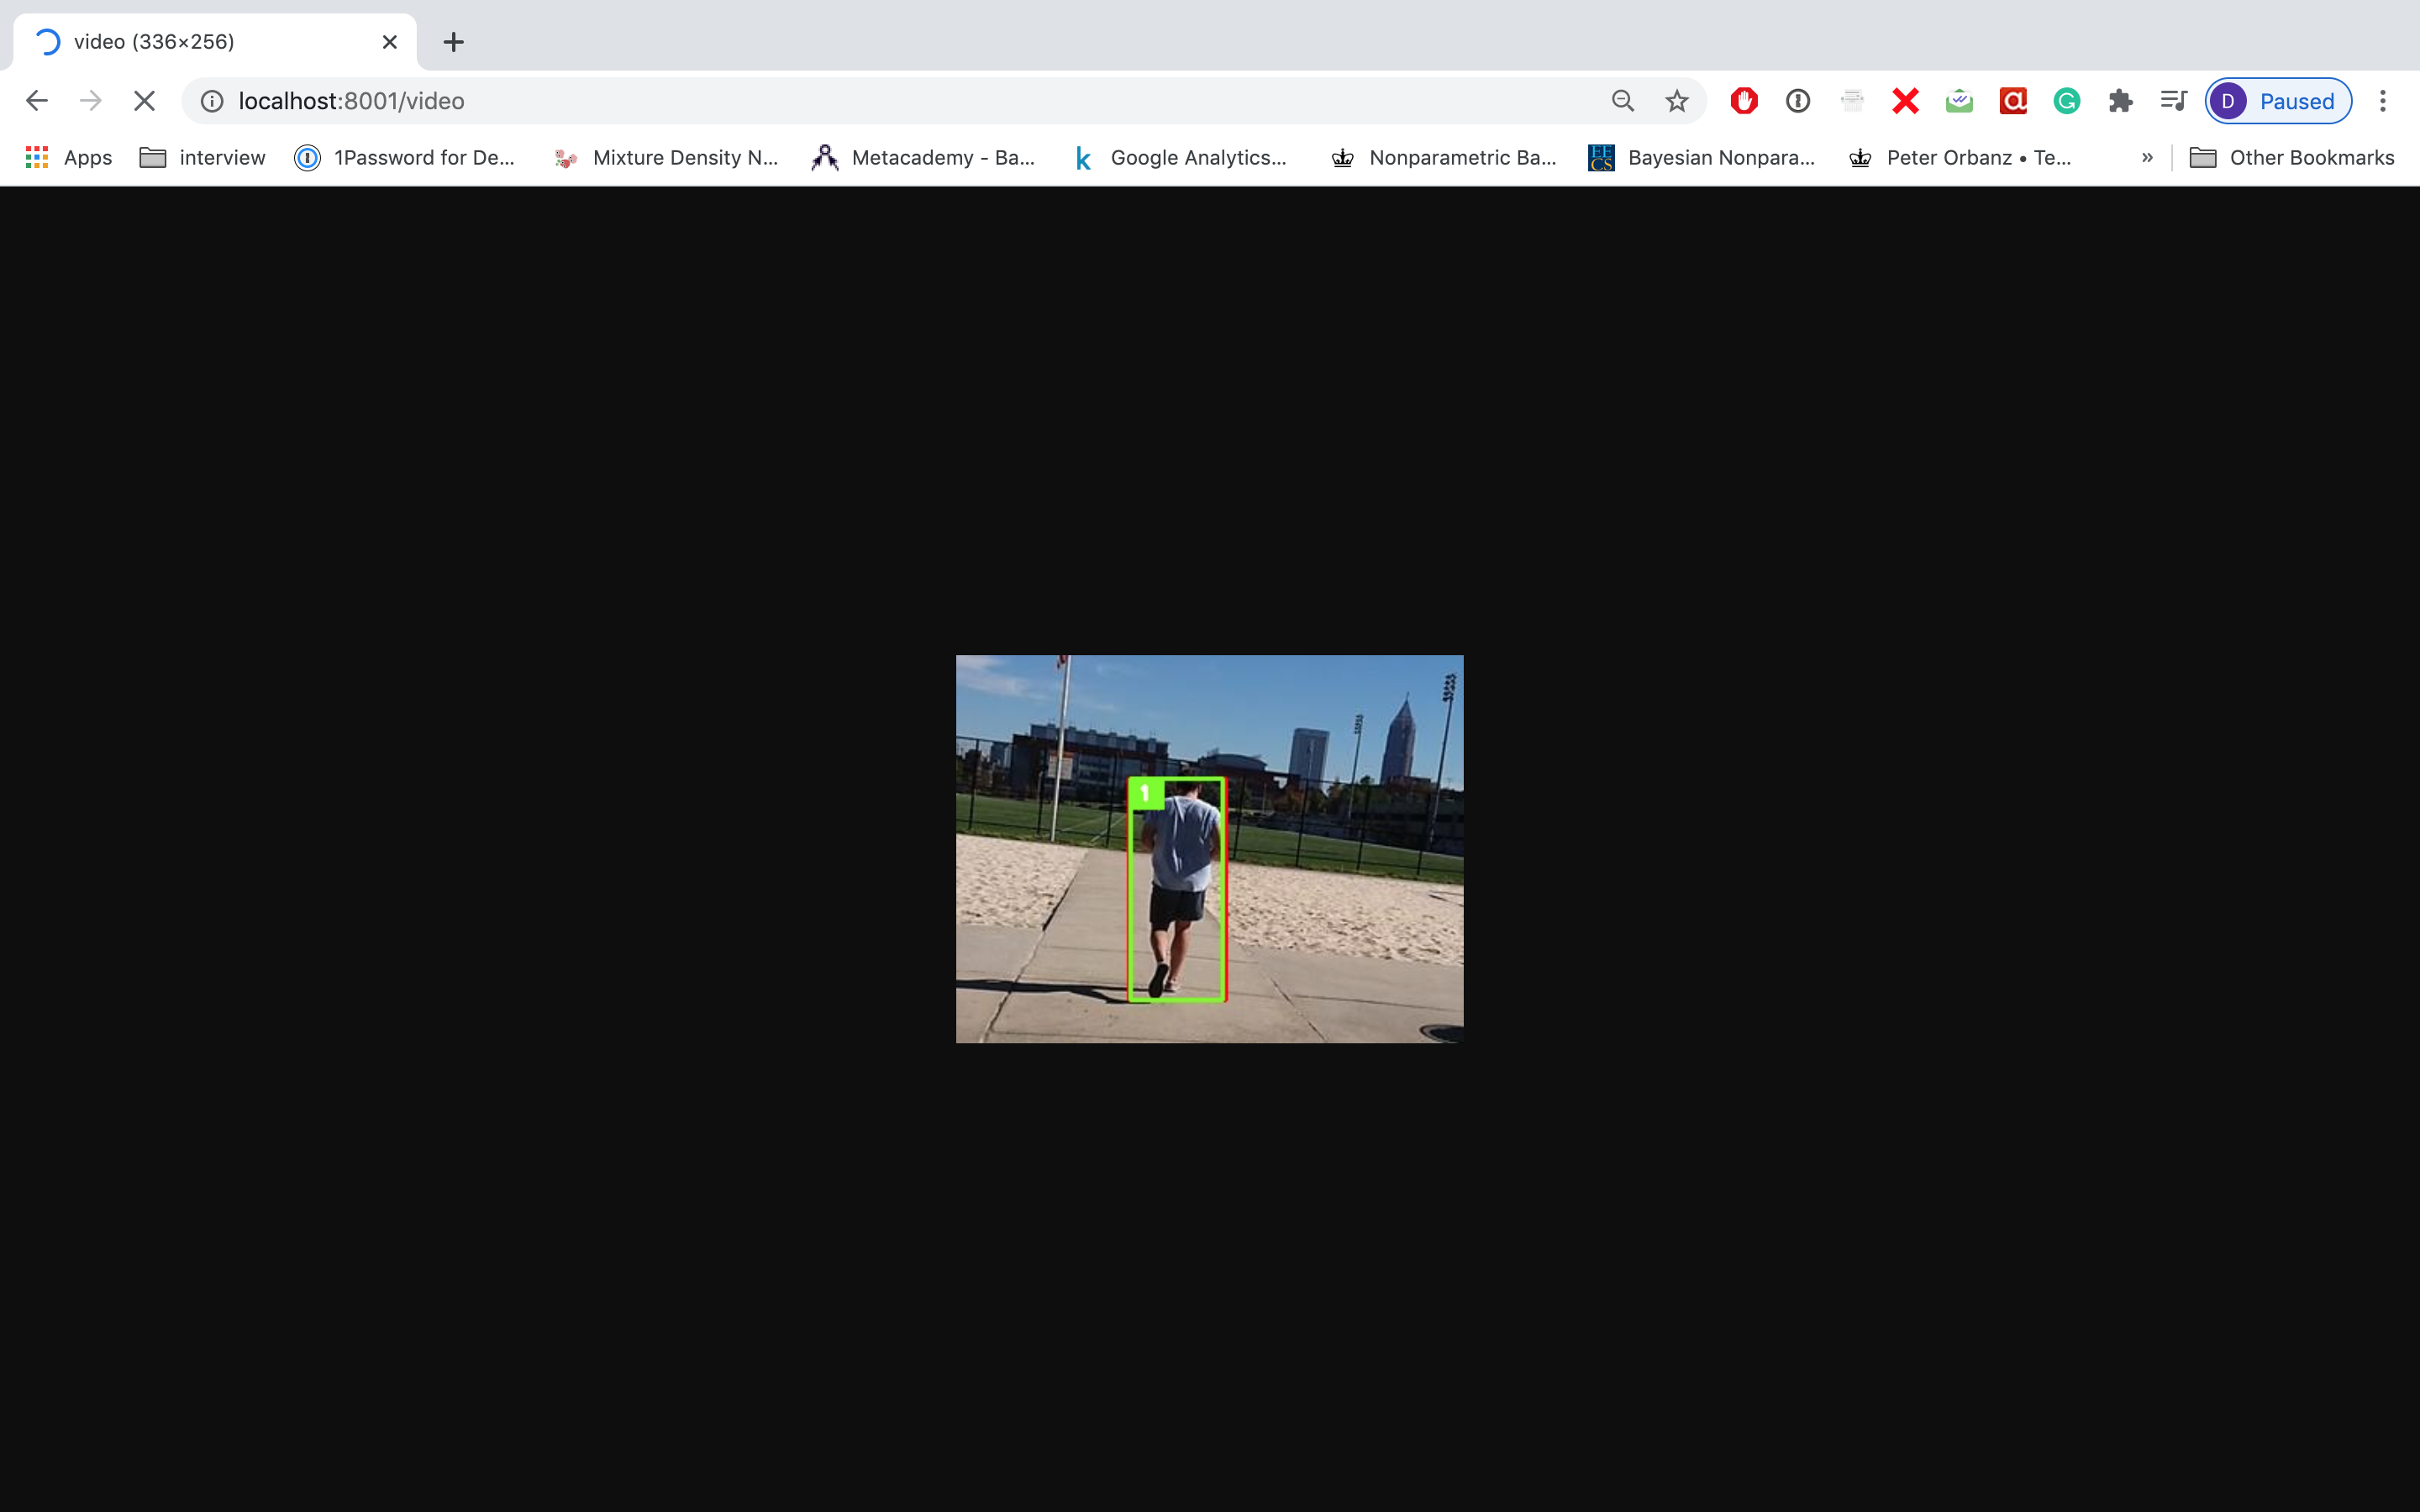 video (336×256)
localhost:8001/video
D Paused
Apps interview 1Password for De... Mixture Density N... Metacademy - Ba... k Google Analytics... Nonparametric Ba... EECS Bayesian Nonpara... Peter Orbanz • Te... » Other Bookmarks
1